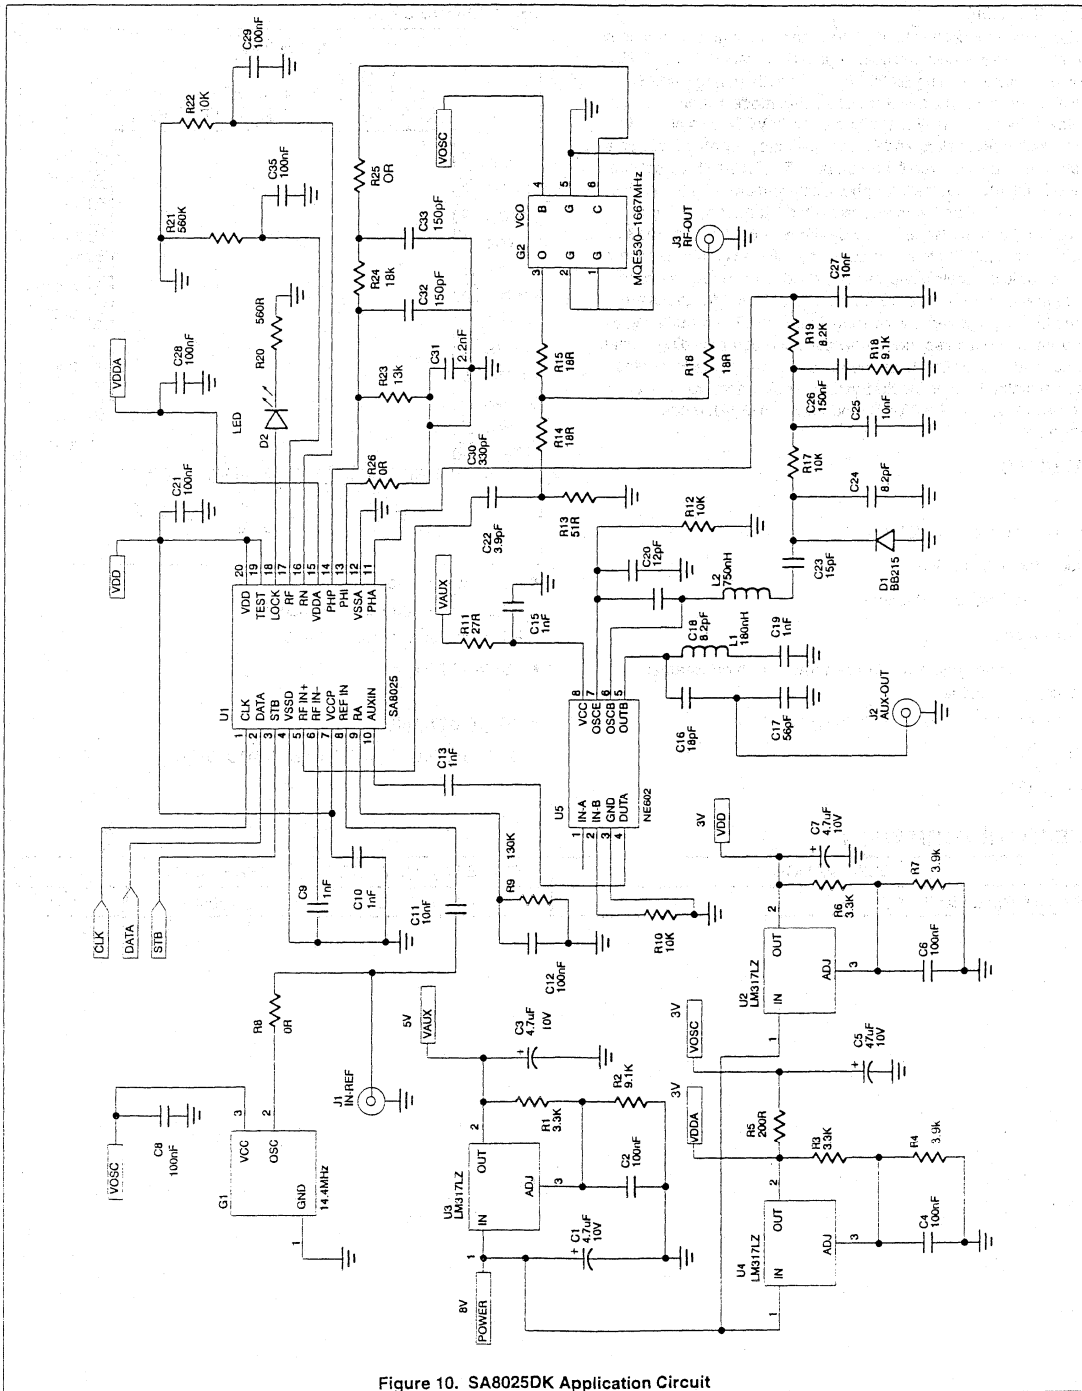 C29
100nF
R22
10K
C35
100nF
R21
560K
R20
560R
VDDA
C28
100nF
LED
D2
VDD
C21
100nF
R25
OR
VOSC
C33
150pF
R24
18k
C32
150pF
C31
2.2nF
R23
13k
R26
0R
C30
330pF
G2
VCO
3
O
B
4
2
G
G
5
1
G
C
6
MQE530-1667MHz
J3
RF-OUT
R15
18R
R16
18R
R14
18R
C22
3.9pF
R13
51R
U1
CLK
DATA
STB
VSSD
RF IN+
RF IN-
VCCP
REF IN
RA
AUXIN
1
2
3
4
5
6
7
8
9
10
VDD
TEST
LOCK
RF
RN
VDDA
PHP
PHI
VSSA
PHA
20
19
18
17
16
15
14
13
12
11
SA8025
CLK
DATA
STB
C9
1nF
C10
1nF
C11
10nF
C13
1nF
R9
130K
C12
100nF
R10
10K
VAUX
R11
27R
C15
1nF
U5
IN-A
IN-B
GND
DUTA
1
2
3
4
VCC
OSCE
OSCB
OUTB
8
7
6
5
NE602
R12
10K
C20
12pF
C18
8.2pF
L2
750nH
L1
180nH
C19
1nF
C16
18pF
C17
56pF
J2
AUX-OUT
C23
15pF
D1
BB215
C24
8.2pF
R17
10K
C25
10nF
C26
150nF
R18
9.1K
R19
8.2K
C27
10nF
VOSC
C8
100nF
G1
VCC
OSC
GND
3
2
1
14.4MHz
R8
0R
J1
IN-REF
8V
POWER
1
U3
LM317LZ
IN
OUT
ADJ
2
3
C1
4.7uF
10V
C2
100nF
R1
3.3K
R2
9.1K
C3
4.7uF
10V
5V
VAUX
U4
LM317LZ
IN
OUT
ADJ
1
2
3
C4
100nF
R3
3.3K
R4
3.9k
R5
200R
3V
VDDA
3V
VOSC
C5
47uF
10V
U2
LM317LZ
IN
OUT
ADJ
1
2
3
C6
100nF
R6
3.3K
R7
3.9k
C7
4.7uF
10V
3V
VDD
Figure 10. SA8025DK Application Circuit